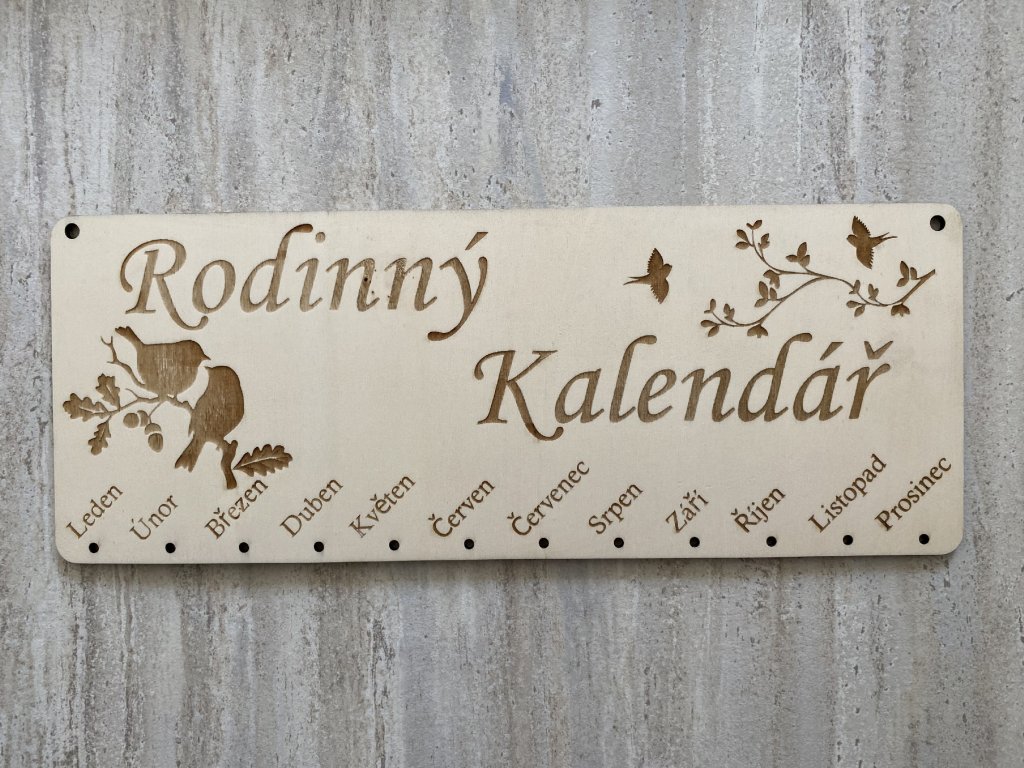 Rodinný
Kalendář
Leden
Únor
Březen
Duben
Květen
Červen
Červenec
Srpen
Září
Říjen
Listopad
Prosinec